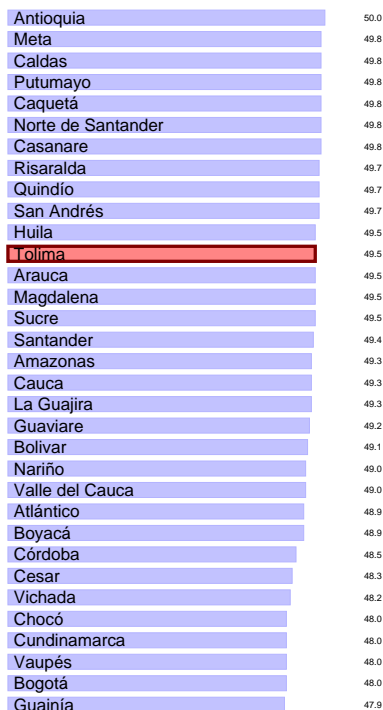 Antioquia 50.0
Meta 49.8
Caldas 49.8
Putumayo 49.8
Caquetá 49.8
Norte de Santander 49.8
Casanare 49.8
Risaralda 49.7
Quindío 49.7
San Andrés 49.7
Huila 49.5
Tolima 49.5
Arauca 49.5
Magdalena 49.5
Sucre 49.5
Santander 49.4
Amazonas 49.3
Cauca 49.3
La Guajira 49.3
Guaviare 49.2
Bolivar 49.1
Nariño 49.0
Valle del Cauca 49.0
Atlántico 48.9
Boyacá 48.9
Córdoba 48.5
Cesar 48.3
Vichada 48.2
Chocó 48.0
Cundinamarca 48.0
Vaupés 48.0
Bogotá 48.0
Guainía 47.9